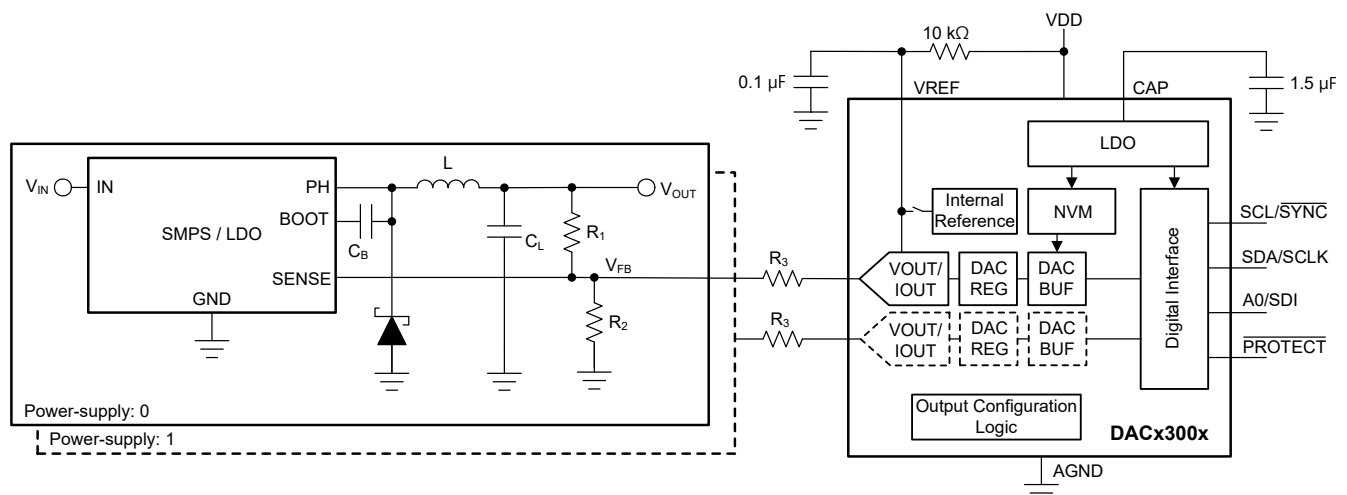 VDD
10 kΩ
0.1 µF
VREF
CAP
1.5 µF
LDO
Internal
Reference
NVM
VOUT/
IOUT
DAC
REG
DAC
BUF
VOUT/
IOUT
DAC
REG
DAC
BUF
Digital Interface
SCL/SYNC
SDA/SCLK
A0/SDI
PROTECT
Output Configuration
Logic
DACx300x
AGND
VIN
IN
PH
BOOT
SMPS / LDO
SENSE
GND
CB
L
CL
R1
VOUT
VFB
R2
R3
R3
Power-supply: 0
Power-supply: 1